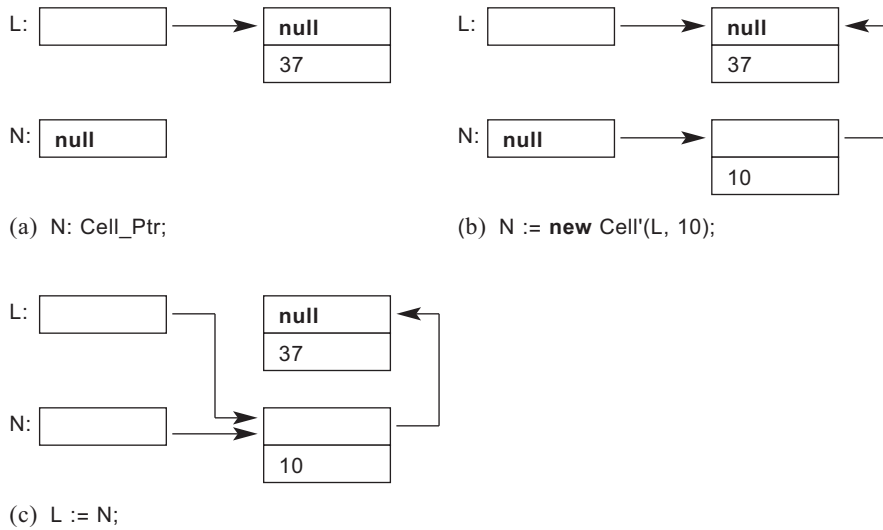 L: null L: null
37 37
N: null N: null
10
(a) N: Cell_Ptr; (b) N := new Cell'(L, 10);
L: null
37
N:
10
(c) L := N;